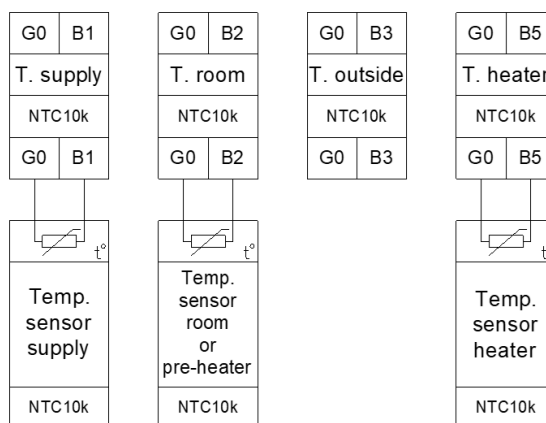 G0 B1
T. supply
NTC10k
G0 B1
t°
Temp.
sensor
supply
NTC10k
G0 B2
T. room
NTC10k
G0 B2
t°
Temp.
sensor
room
or
pre-heater
NTC10k
G0 B3
T. outside
NTC10k
G0 B3
G0 B5
T. heater
NTC10k
G0 B5
t
Temp.
sensor
heater
NTC10k